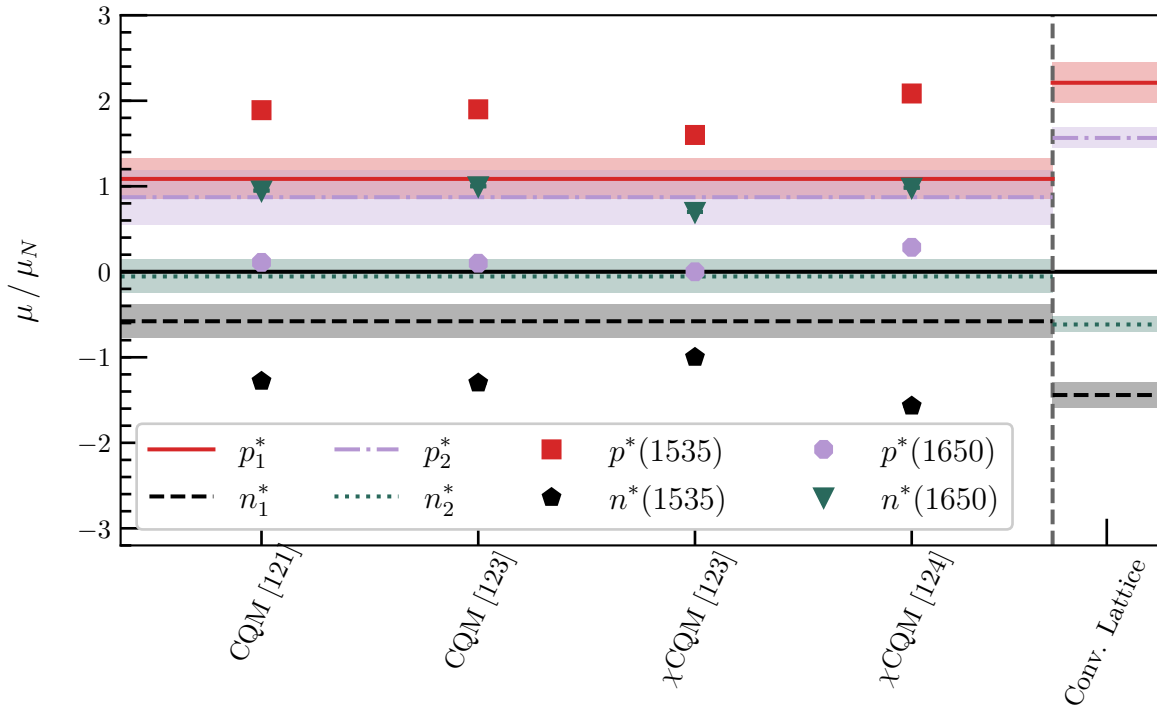 3
2
1
0
−1
−2
−3
μ / μ_N
p*_1
p*_2
p*(1535)
p*(1650)
n*_1
n*_2
n*(1535)
n*(1650)
CQM [121]
CQM [123]
χCQM [123]
χCQM [124]
Conv. Lattice